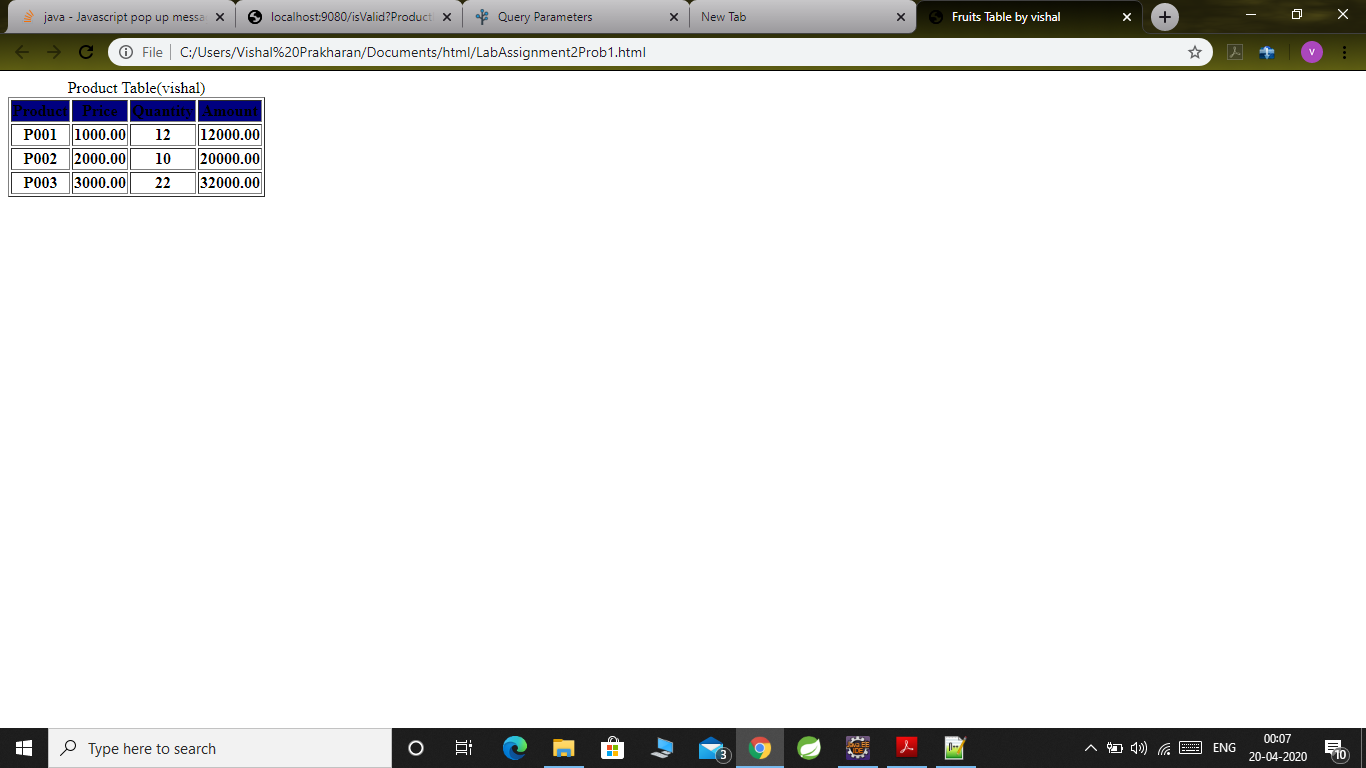 java - Javascript pop up messa
localhost:9080/isValid?Product
Query Parameters
New Tab
Fruits Table by vishal
File
C:/Users/Vishal%20Prakharan/Documents/html/LabAssignment2Prob1.html
V
Product Table(vishal)
Product Price Quantity Amount
P001 1000.00 12 12000.00
P002 2000.00 10 20000.00
P003 3000.00 22 32000.00
Type here to search
3
ENG
00:07
20-04-2020
10